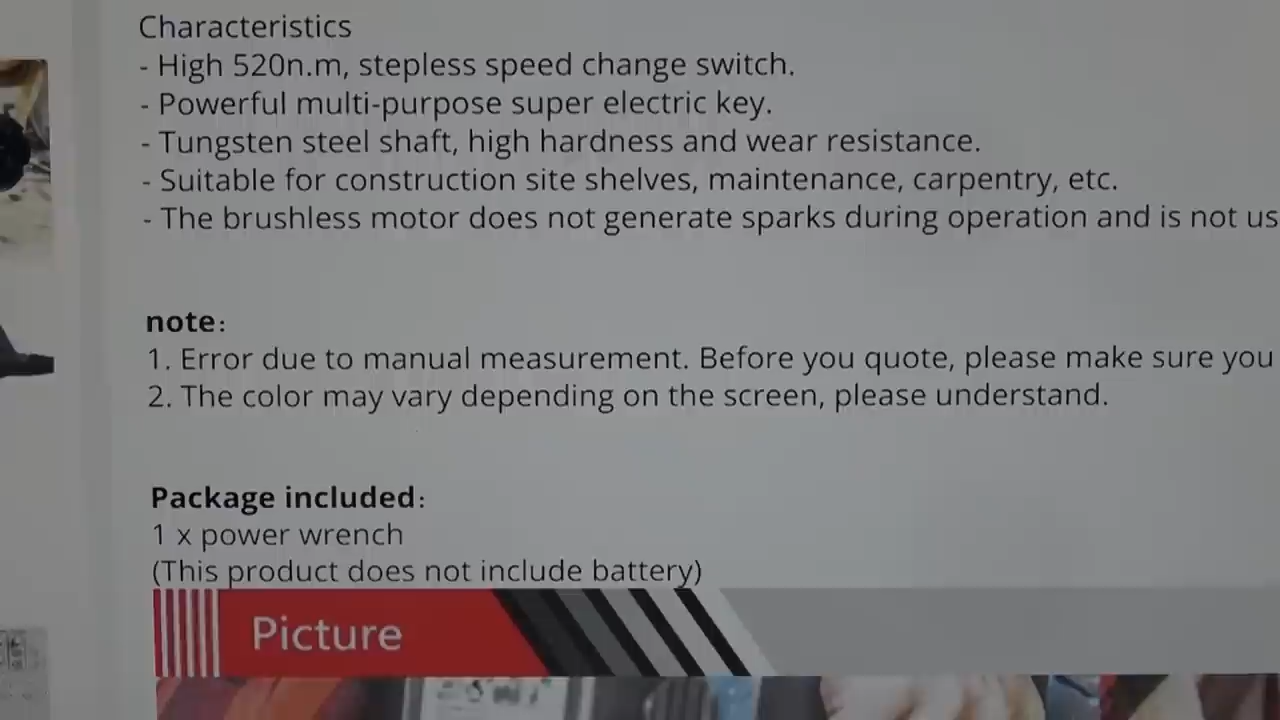 Characteristics
- High 520n.m, stepless speed change switch.
- Powerful multi-purpose super electric key.
- Tungsten steel shaft, high hardness and wear resistance.
- Suitable for construction site shelves, maintenance, carpentry, etc.
- The brushless motor does not generate sparks during operation and is not us
note:
1. Error due to manual measurement. Before you quote, please make sure you
2. The color may vary depending on the screen, please understand.
Package included:
1 x power wrench
(This product does not include battery)
Picture